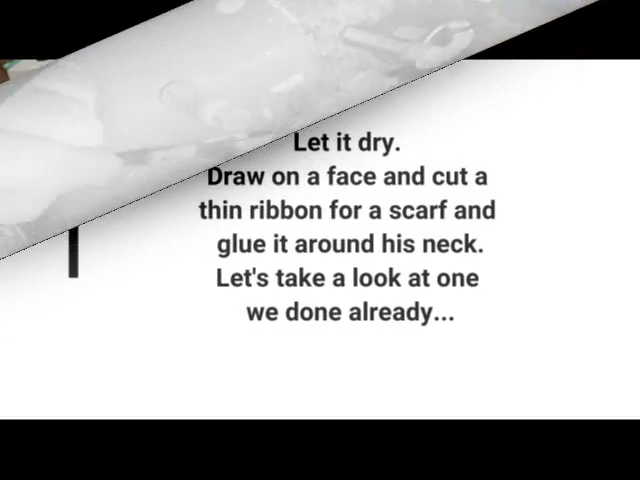 Let it dry.
Draw on a face and cut a
thin ribbon for a scarf and
glue it around his neck.
Let's take a look at one
we done already...